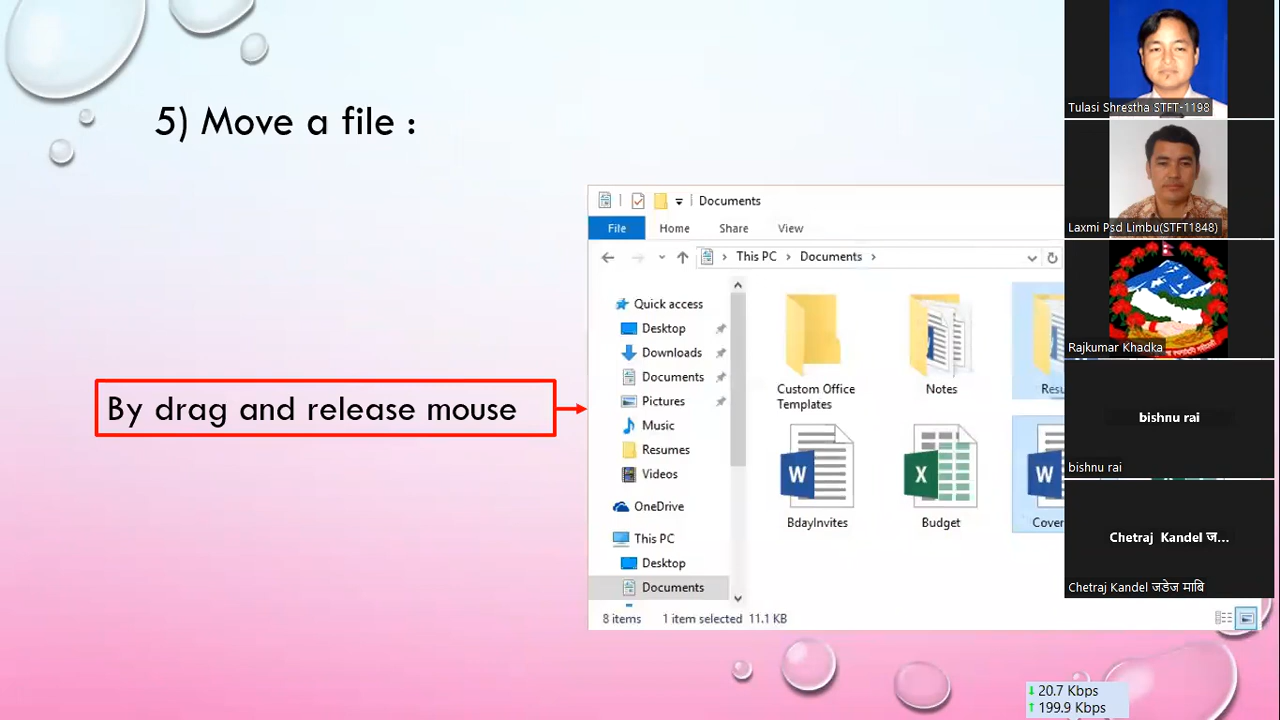 5) Move a file :
By drag and release mouse
Documents
File Home Share View
This PC Documents
Quick access
Desktop
Downloads
Documents
Pictures
Music
Resumes
Videos
OneDrive
This PC
Desktop
Documents
Custom Office
Templates
Notes
Resu
BdayInvites
Budget
Cover
8 items 1 item selected 11.1 KB
Tulasi Shrestha STFT-1198
Laxmi Psd Limbu(STFT1848)
Rajkumar Khadka
bishnu rai
bishnu rai
Chetraj Kandel ज...
Chetraj Kandel जडेज माबि
20.7 Kbps
199.9 Kbps